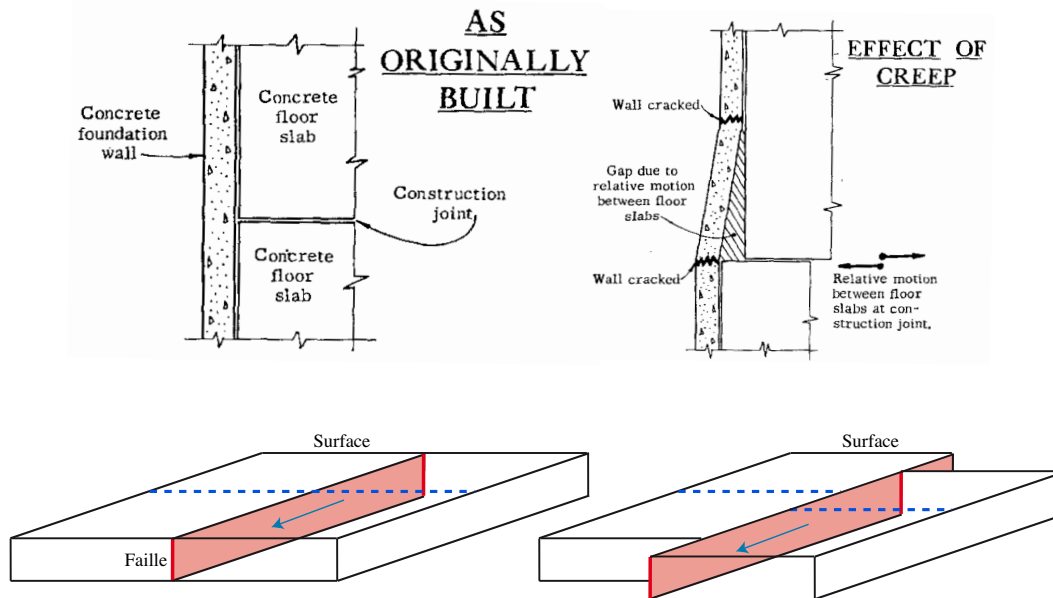 AS
ORIGINALLY
BUILT
Concrete
floor
slab
Concrete
foundation
wall
Construction
joint
Concrete
floor
slab
EFFECT OF
CREEP
Wall cracked
Gap due to
relative motion
between floor
slabs
Wall cracked
Relative motion
between floor
slabs at con-
struction joint.
Surface
Faille
Surface